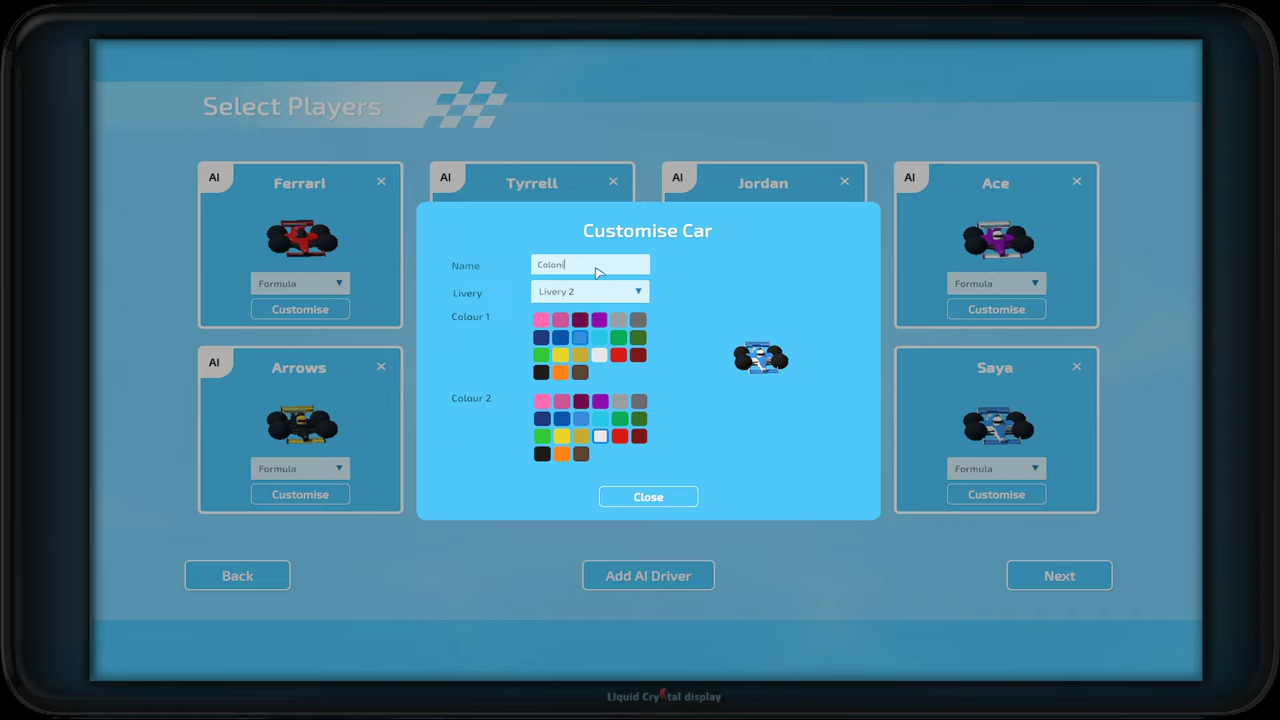 Select Players
AI
Ferrari
Formula
Customise
AI
Tyrrell
AI
Jordan
AI
Ace
Formula
Customise
Customise Car
Name
Coloni
Livery
Livery 2
Colour 1
Colour 2
Close
AI
Arrows
Formula
Customise
Saya
Formula
Customise
Back
Add AI Driver
Next
Liquid Crystal display